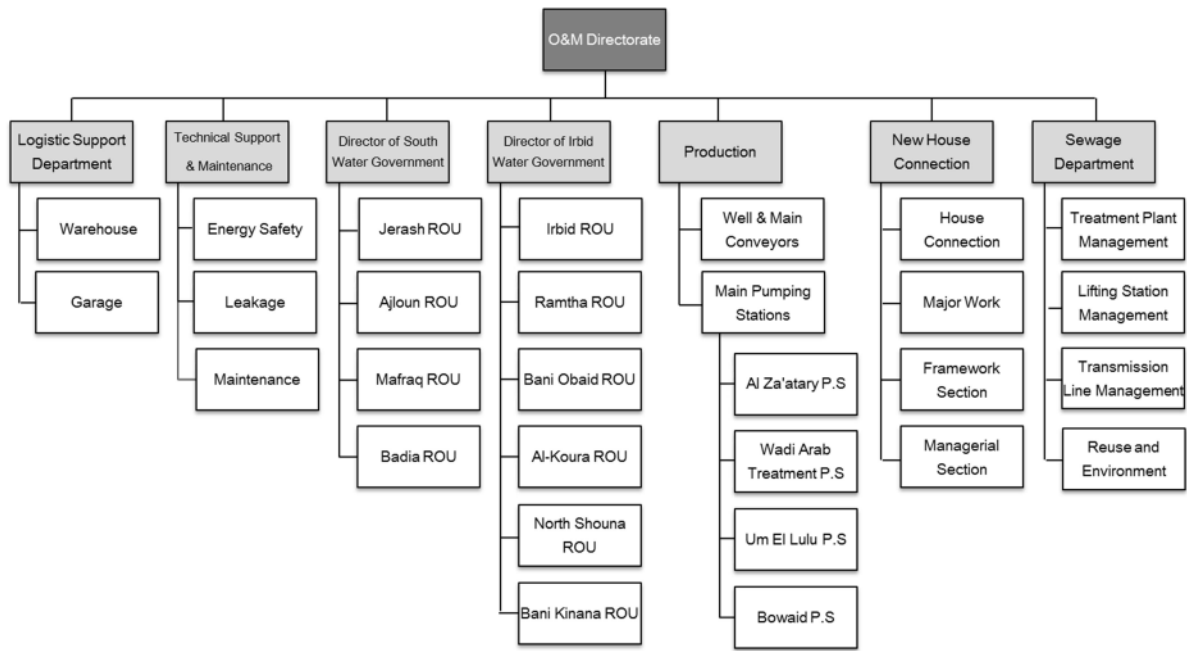 O&M Directorate
Logistic Support
Department
Technical Support
& Maintenance
Director of South
Water Government
Director of Irbid
Water Government
Production
New House
Connection
Sewage
Department
Warehouse
Garage
Energy Safety
Leakage
Maintenance
Jerash ROU
Ajloun ROU
Mafraq ROU
Badia ROU
Irbid ROU
Ramtha ROU
Bani Obaid ROU
Al-Koura ROU
North Shouna
ROU
Bani Kinana ROU
Well & Main
Conveyors
Main Pumping
Stations
Al Za'atary P.S
Wadi Arab
Treatment P.S
Um El Lulu P.S
Bowaid P.S
House
Connection
Major Work
Framework
Section
Managerial
Section
Treatment Plant
Management
Lifting Station
Management
Transmission
Line Management
Reuse and
Environment